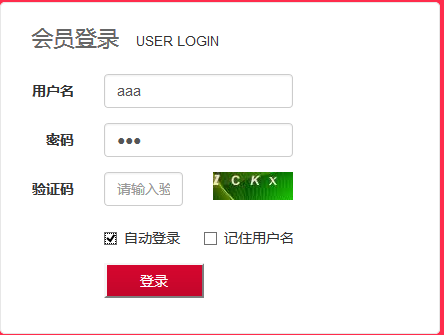 会员登录 USER LOGIN
用户名 aaa
密码 ●●●
验证码 请输入验 ZCKX
自动登录 记住用户名
登录